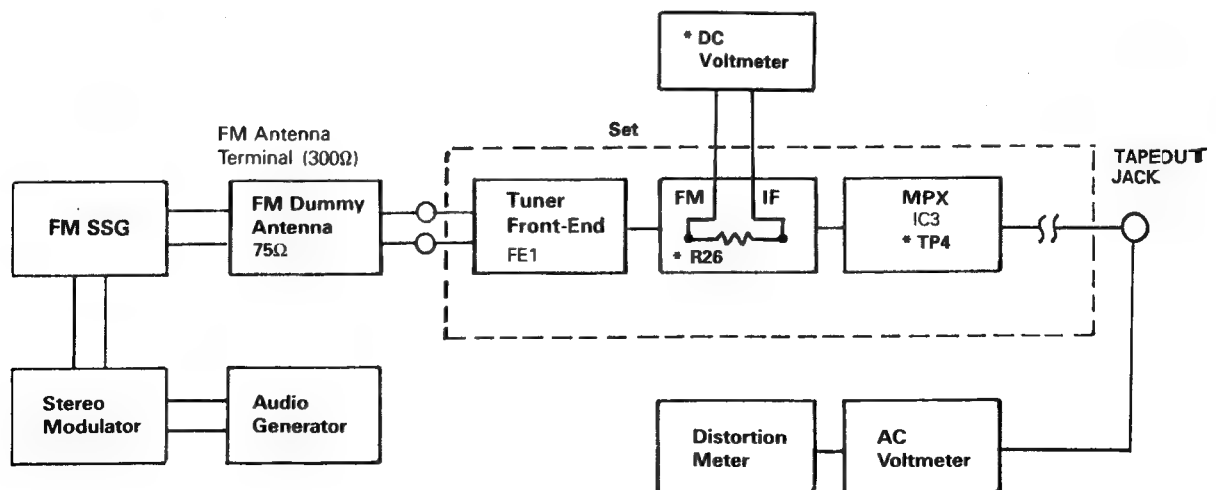 * DC
Voltmeter
FM Antenna
Terminal (300Ω)
Set
TAPEOUT
JACK
FM SSG
FM Dummy
Antenna
75Ω
Tuner
Front-End
FE1
FM IF
* R26
MPX
IC3
* TP4
Stereo
Modulator
Audio
Generator
Distortion
Meter
AC
Voltmeter